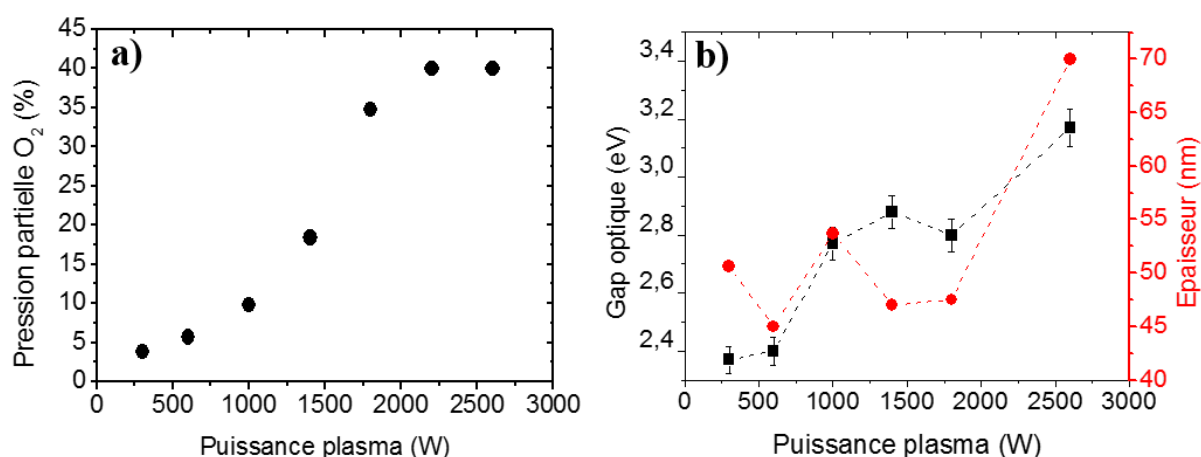 a)
Pression partielle O₂ (%)
45
40
35
30
25
20
15
10
5
0
0 500 1000 1500 2000 2500 3000
Puissance plasma (W)
b)
Gap optique (eV)
3,4
3,2
3,0
2,8
2,6
2,4
0 500 1000 1500 2000 2500 3000
Puissance plasma (W)
70
65
60
55
50
45
40
Epaisseur (nm)